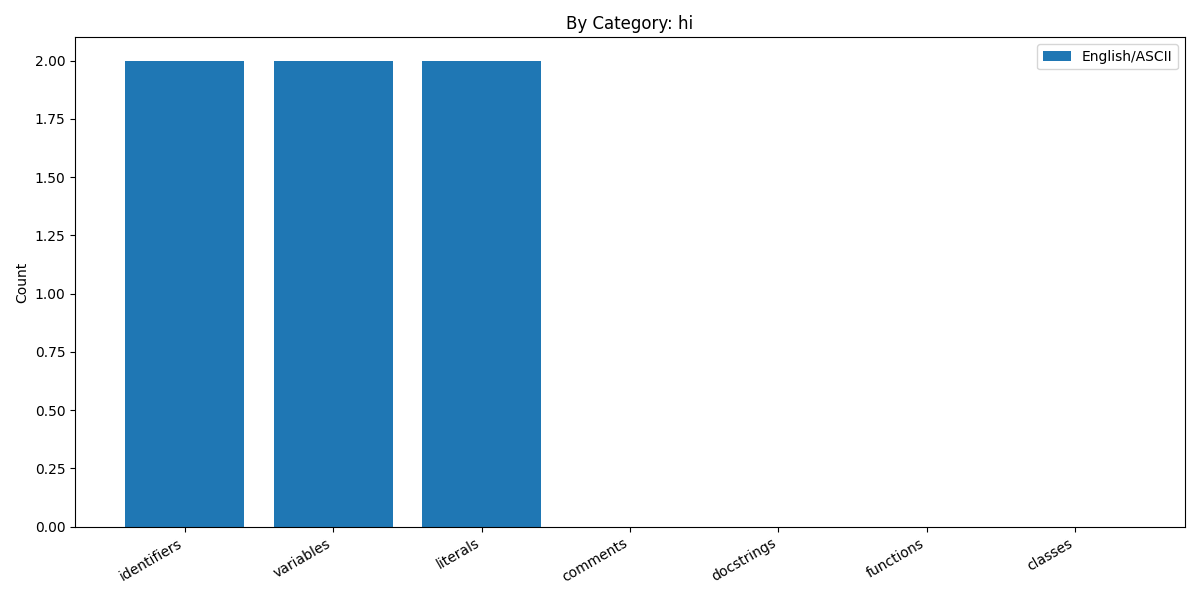 By Category: hi
English/ASCII
2.00
1.75
1.50
1.25
1.00
0.75
0.50
0.25
0.00
Count
identifiers
variables
literals
comments
docstrings
functions
classes